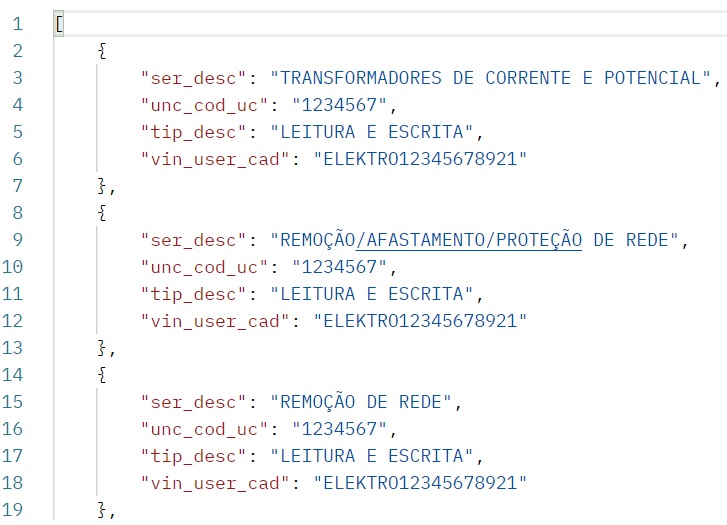 1 [
2 {
3 "ser_desc": "TRANSFORMADORES DE CORRENTE E POTENCIAL",
4 "unc_cod_uc": "1234567",
5 "tip_desc": "LEITURA E ESCRITA",
6 "vin_user_cad": "ELEKTRO12345678921"
7 },
8 {
9 "ser_desc": "REMOÇÃO/AFASTAMENTO/PROTEÇÃO DE REDE",
10 "unc_cod_uc": "1234567",
11 "tip_desc": "LEITURA E ESCRITA",
12 "vin_user_cad": "ELEKTRO12345678921"
13 },
14 {
15 "ser_desc": "REMOÇÃO DE REDE",
16 "unc_cod_uc": "1234567",
17 "tip_desc": "LEITURA E ESCRITA",
18 "vin_user_cad": "ELEKTRO12345678921"
19 },